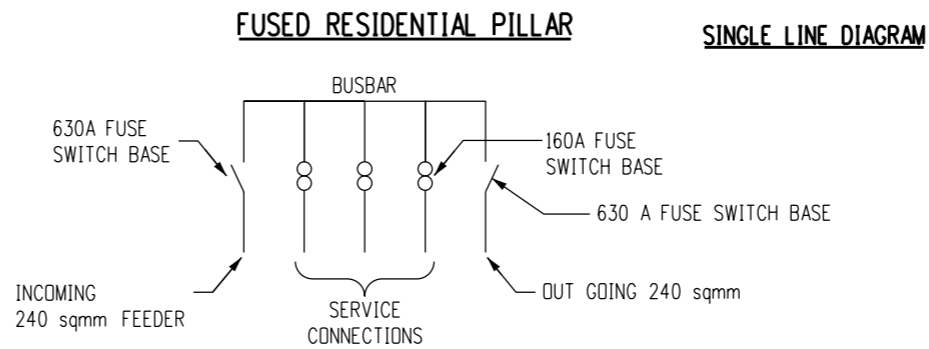 FUSED RESIDENTIAL PILLAR
SINGLE LINE DIAGRAM
BUSBAR
630A FUSE
SWITCH BASE
160A FUSE
SWITCH BASE
630 A FUSE SWITCH BASE
INCOMING
240 sqmm FEEDER
SERVICE
CONNECTIONS
OUT GOING 240 sqmm